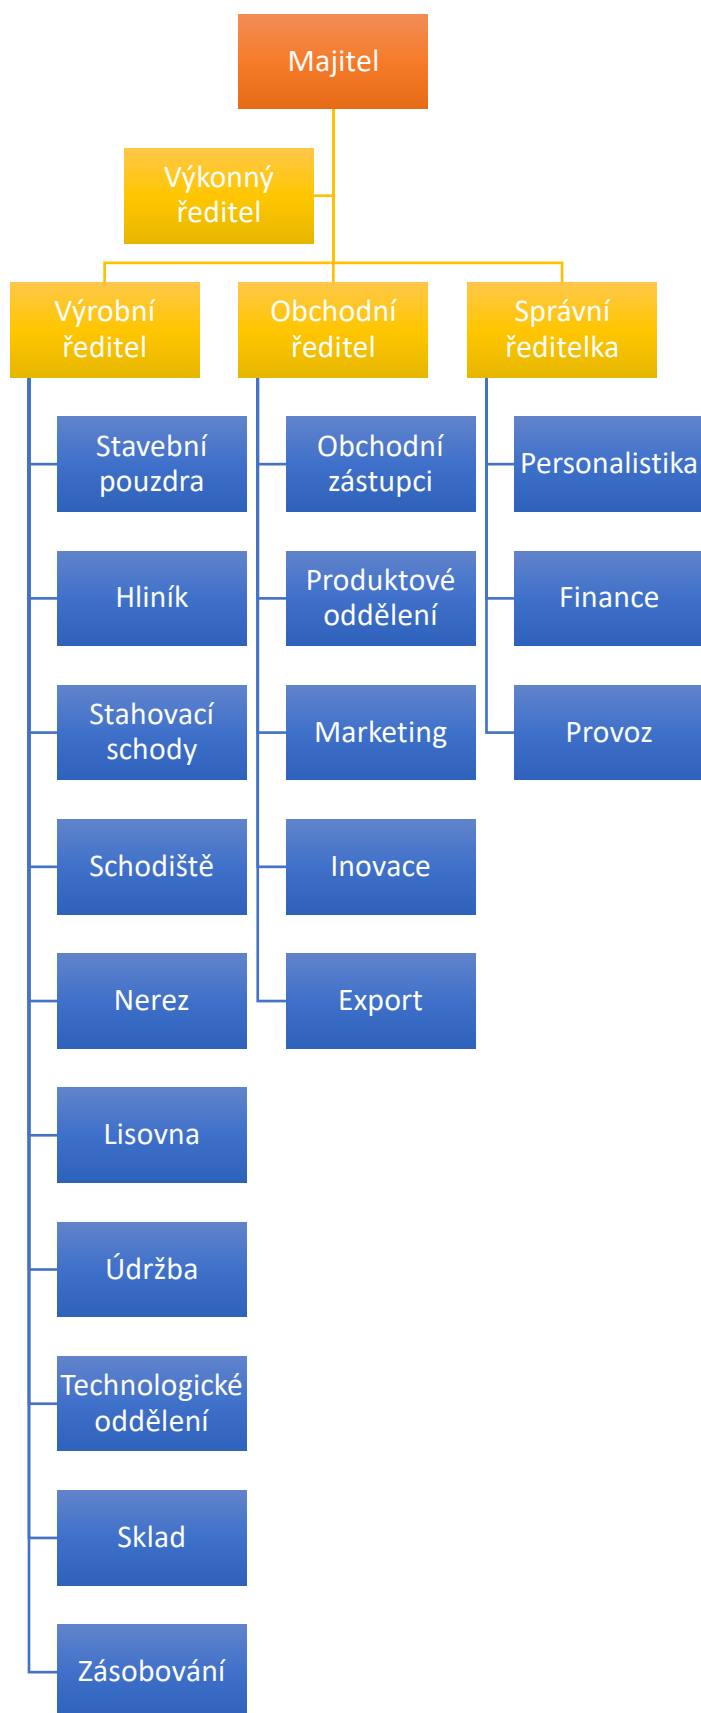 Majitel
Výkonný
ředitel
Výrobní
ředitel
Obchodní
ředitel
Správní
ředitelka
Stavební
pouzdra
Hliník
Stahovací
schody
Schodiště
Nerez
Lisovna
Údržba
Technologické
oddělení
Sklad
Zásobování
Obchodní
zástupci
Produktové
oddělení
Marketing
Inovace
Export
Personalistika
Finance
Provoz